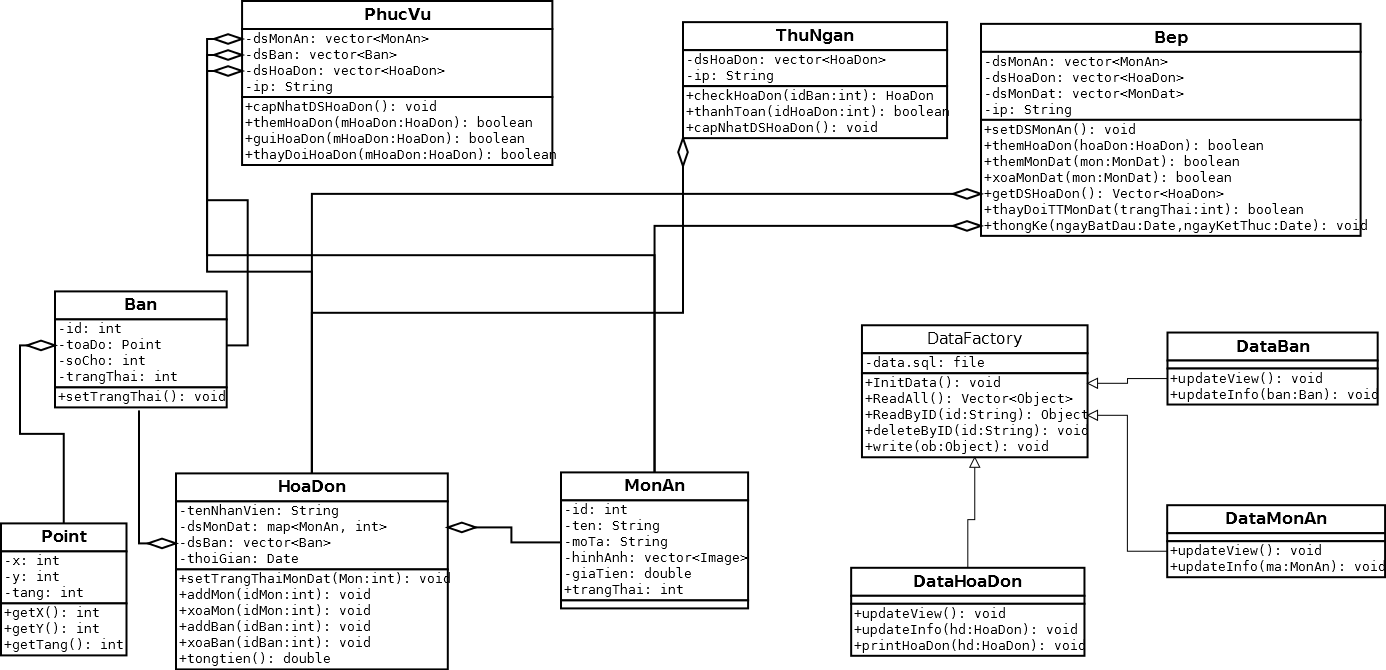 PhucVu
-dsMonAn: vector<MonAn>
-dsBan: vector<Ban>
-dsHoaDon: vector<HoaDon>
-ip: String
+capNhatDSHoaDon(): void
+themHoaDon(mHoaDon:HoaDon): boolean
+guiHoaDon(mHoaDon:HoaDon): boolean
+thayDoiHoaDon(mHoaDon:HoaDon): boolean
ThuNgan
-dsHoaDon: vector<HoaDon>
-ip: String
+checkHoaDon(idBan:int): HoaDon
+thanhToan(idHoaDon:int): boolean
+capNhatDSHoaDon(): void
Bep
-dsMonAn: vector<MonAn>
-dsHoaDon: vector<HoaDon>
-dsMonDat: vector<MonDat>
-ip: String
+setDSMonAn(): void
+themHoaDon(hoaDon:HoaDon): boolean
+themMonDat(mon:MonDat): boolean
+xoaMonDat(mon:MonDat): boolean
+getDSHoaDon(): Vector<HoaDon>
+thayDoiTTMonDat(trangThai:int): boolean
+thongKe(ngayBatDau:Date,ngayKetThuc:Date): void
Ban
-id: int
-toaDo: Point
-soCho: int
-trangThai: int
+setTrangThai(): void
DataFactory
-data.sql: file
+InitData(): void
+ReadAll(): Vector<Object>
+ReadByID(id:String): Object
+deleteByID(id:String): void
+write(ob:Object): void
DataBan
+updateView(): void
+updateInfo(ban:Ban): void
Point
-x: int
-y: int
-tang: int
+getX(): int
+getY(): int
+getTang(): int
HoaDon
-tenNhanVien: String
-dsMonDat: map<MonAn, int>
-dsBan: vector<Ban>
-thoiGian: Date
+setTrangThaiMonDat(Mon:int): void
+addMon(idMon:int): void
+xoaMon(idMon:int): void
+addBan(idBan:int): void
+xoaBan(idBan:int): void
+tongtien(): double
MonAn
-id: int
-ten: String
-moTa: String
-hinhAnh: vector<Image>
-giaTien: double
+trangThai: int
DataHoaDon
+updateView(): void
+updateInfo(hd:HoaDon): void
+printHoaDon(hd:HoaDon): void
DataMonAn
+updateView(): void
+updateInfo(ma:MonAn): void